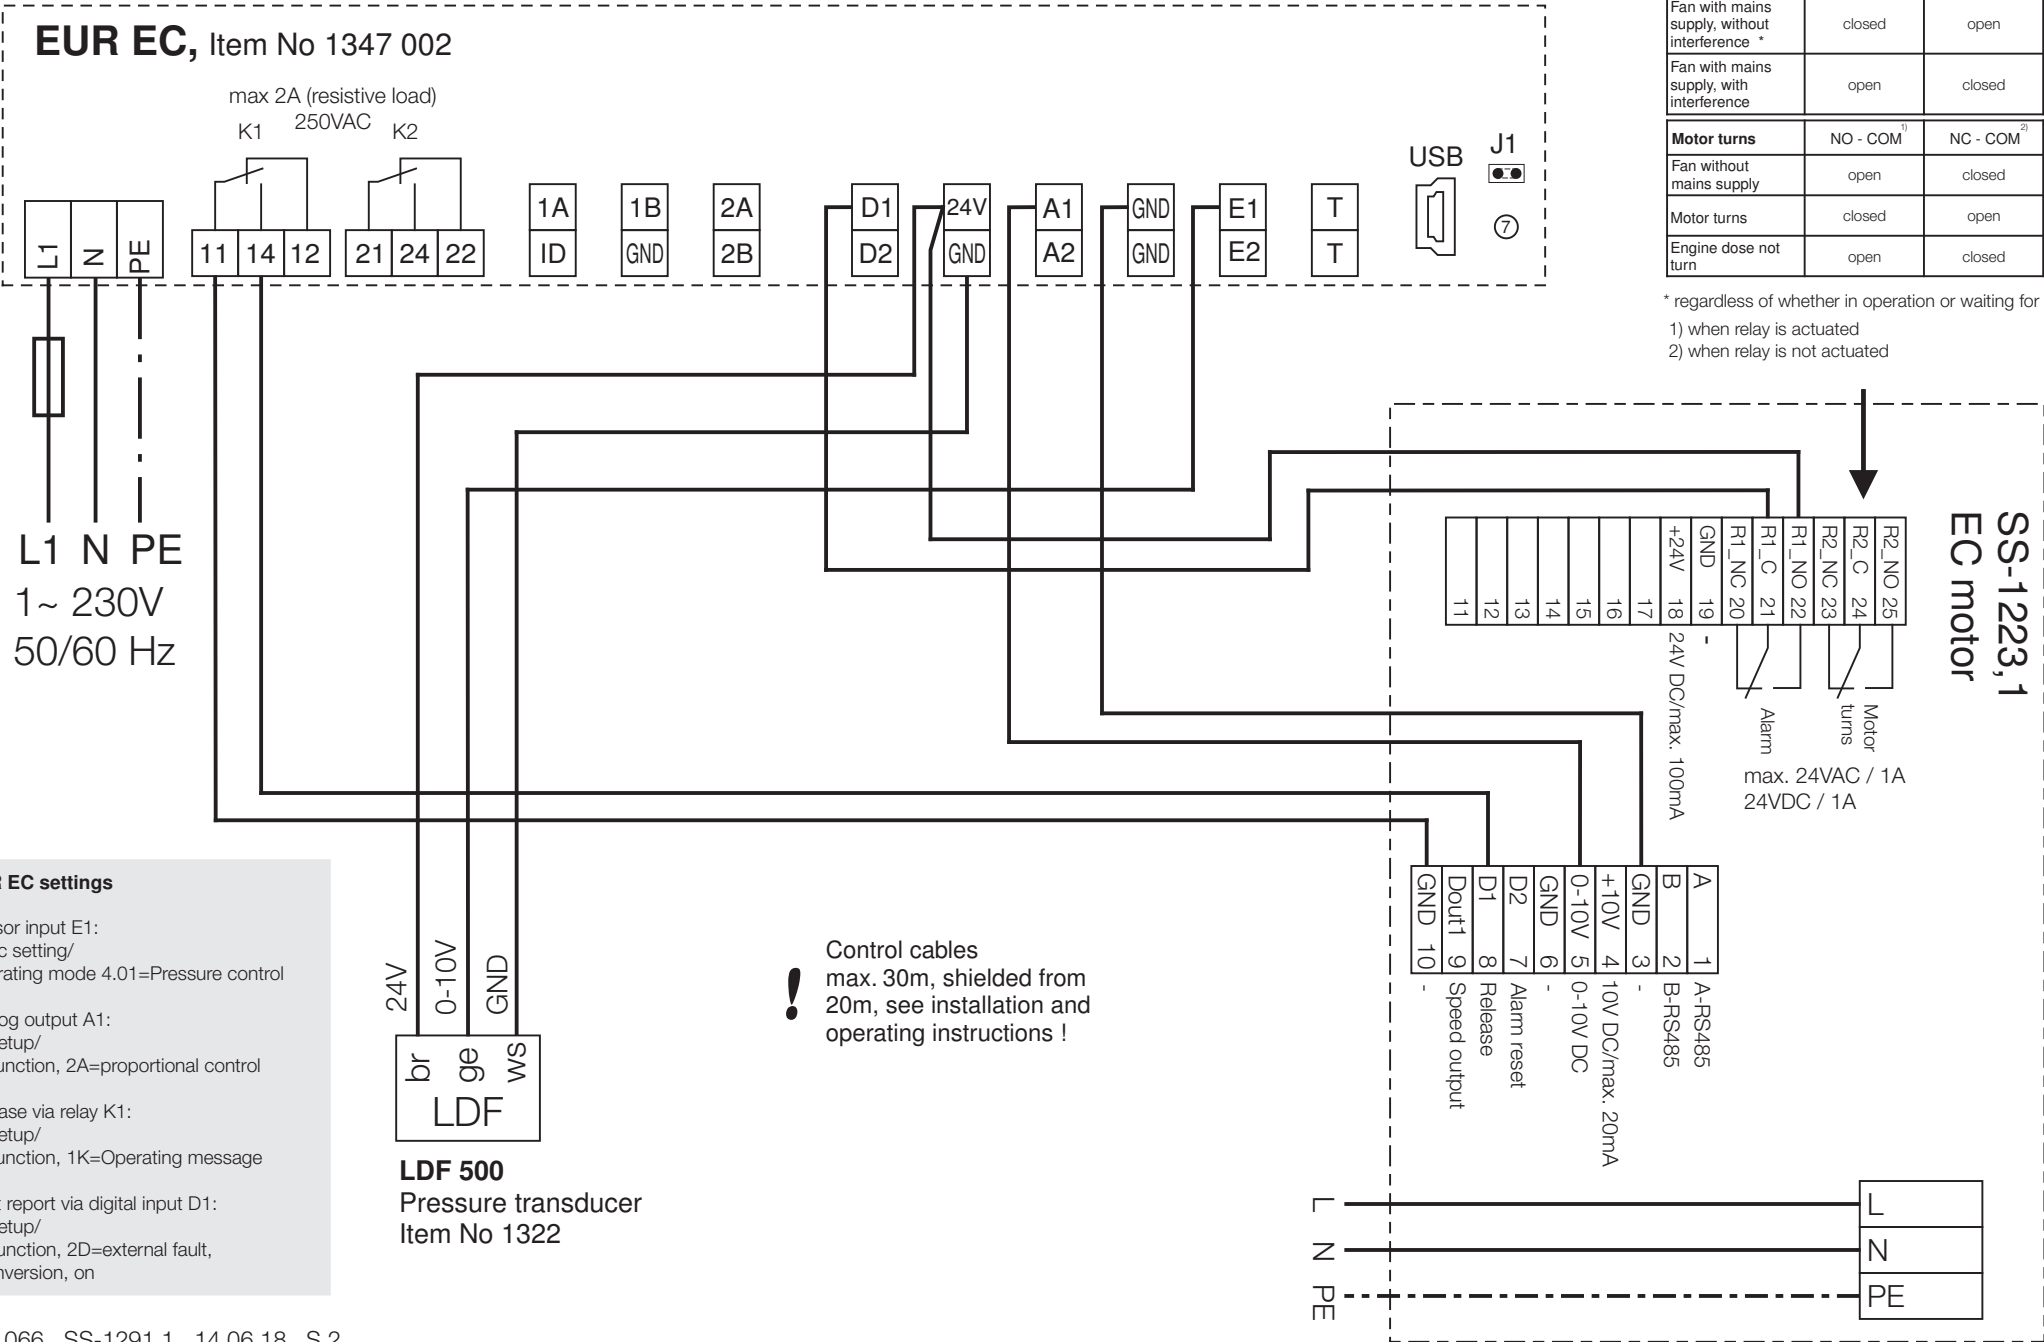 EUR EC, Item No 1347 002
max 2A (resistive load)
250VAC
K1
K2
L1
N
PE
11
14
12
21
24
22
1A
ID
1B
GND
2A
2B
D1
D2
24V
GND
A1
A2
GND
GND
E1
E2
T
T
USB
J1
7
Fan with mains
supply, without
interference *
closed
open
Fan with mains
supply, with
interference
open
closed
Motor turns
NO - COM 1)
NC - COM 2)
Fan without
mains supply
open
closed
Motor turns
closed
open
Engine dose not
turn
open
closed
* regardless of whether in operation or waiting for
1) when relay is actuated
2) when relay is not actuated
L1 N PE
1~ 230V
50/60 Hz
SS-1223,1
EC motor
11
12
13
14
15
16
17
+24V 18 24V DC/max. 100mA
GND 19 -
R1_NC 20
R1_C 21
R1_NO 22
R2_NC 23
R2_C 24
R2_NO 25
Alarm
Motor
turns
max. 24VAC / 1A
24VDC / 1A
GND 10 -
Dout1 9 Speed output
D1 8 Release
D2 7 Alarm reset
GND 6 -
0-10V 5 0-10V DC
+10V 4 10V DC/max. 20mA
GND 3 -
B 2 B-RS485
A 1 A-RS485
EC settings
sor input E1:
c setting/
rating mode 4.01=Pressure control
og output A1:
etup/
unction, 2A=proportional control
ase via relay K1:
etup/
unction, 1K=Operating message
t report via digital input D1:
etup/
unction, 2D=external fault,
nversion, on
24V
0-10V
GND
br
ge
ws
LDF
LDF 500
Pressure transducer
Item No 1322
!
Control cables
max. 30m, shielded from
20m, see installation and
operating instructions !
L
N
PE
L
N
PE
066 SS-1291,1 14.06.18 S.2